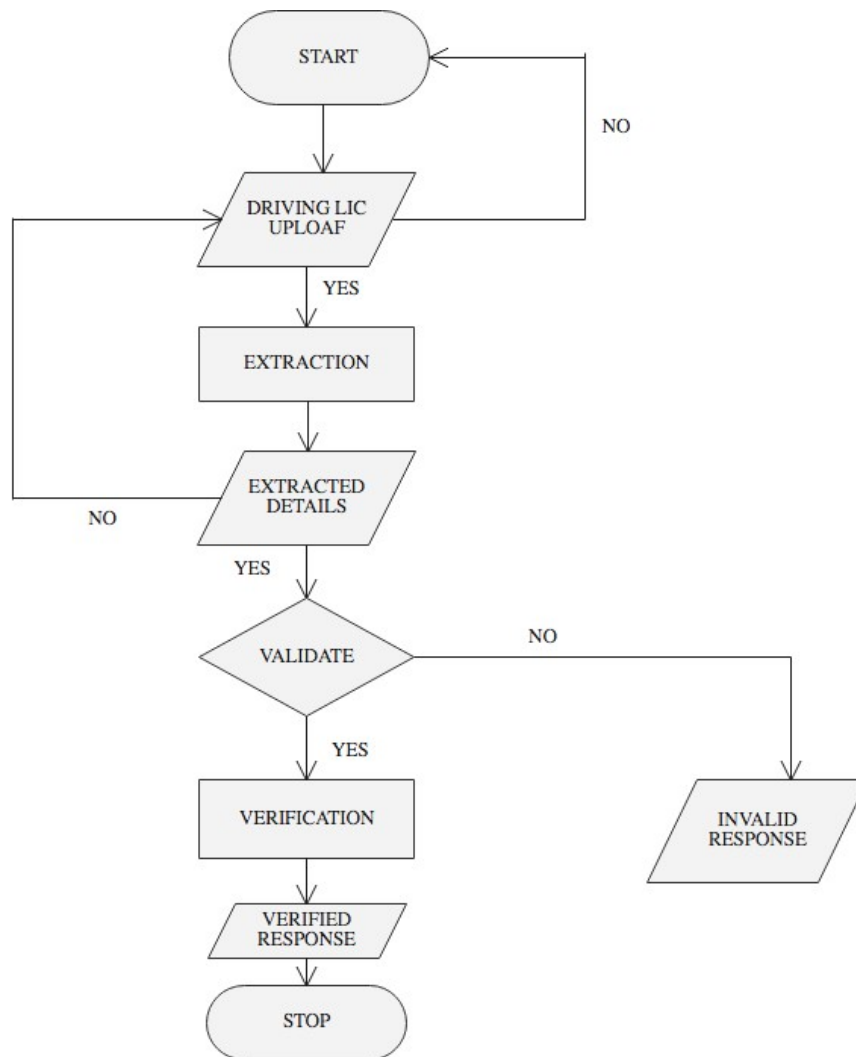 START
NO
DRIVING LIC
UPLOAF
YES
EXTRACTION
EXTRACTED
DETAILS
NO
YES
VALIDATE
NO
YES
VERIFICATION
INVALID
RESPONSE
VERIFIED
RESPONSE
STOP